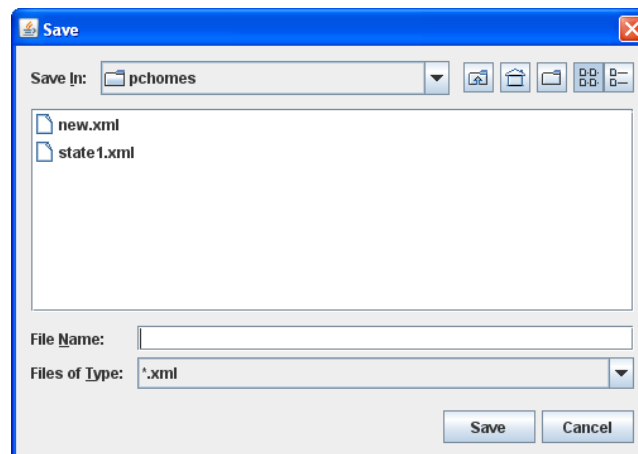 Save
Save In: pchomes
new.xml
state1.xml
File Name:
Files of Type: *.xml
Save Cancel